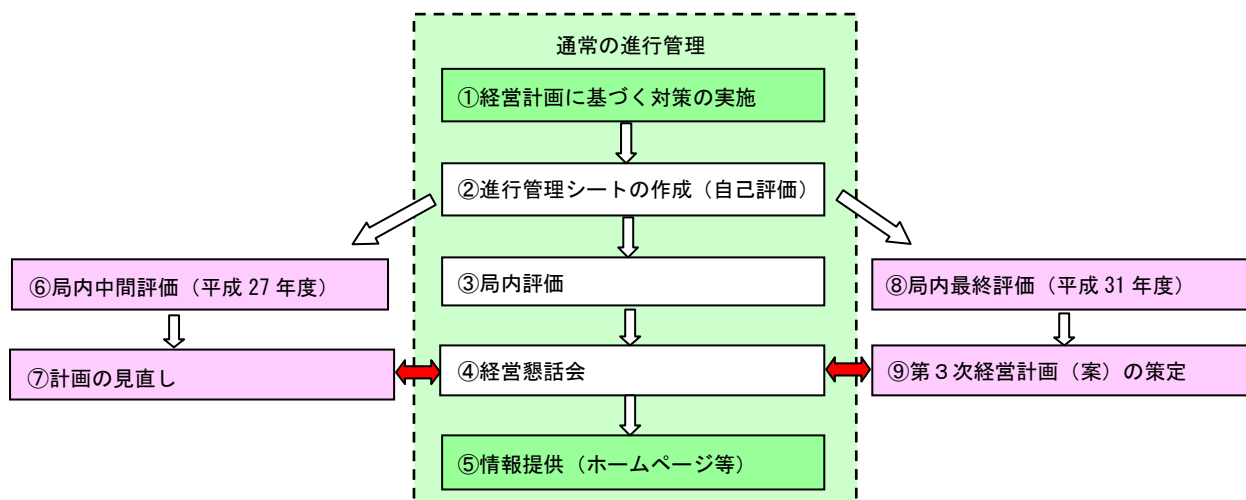 通常の進行管理
①経営計画に基づく対策の実施
②進行管理シートの作成（自己評価）
③局内評価
④経営懇話会
⑤情報提供（ホームページ等）
⑥局内中間評価（平成 27 年度）
⑦計画の見直し
⑧局内最終評価（平成 31 年度）
⑨第３次経営計画（案）の策定